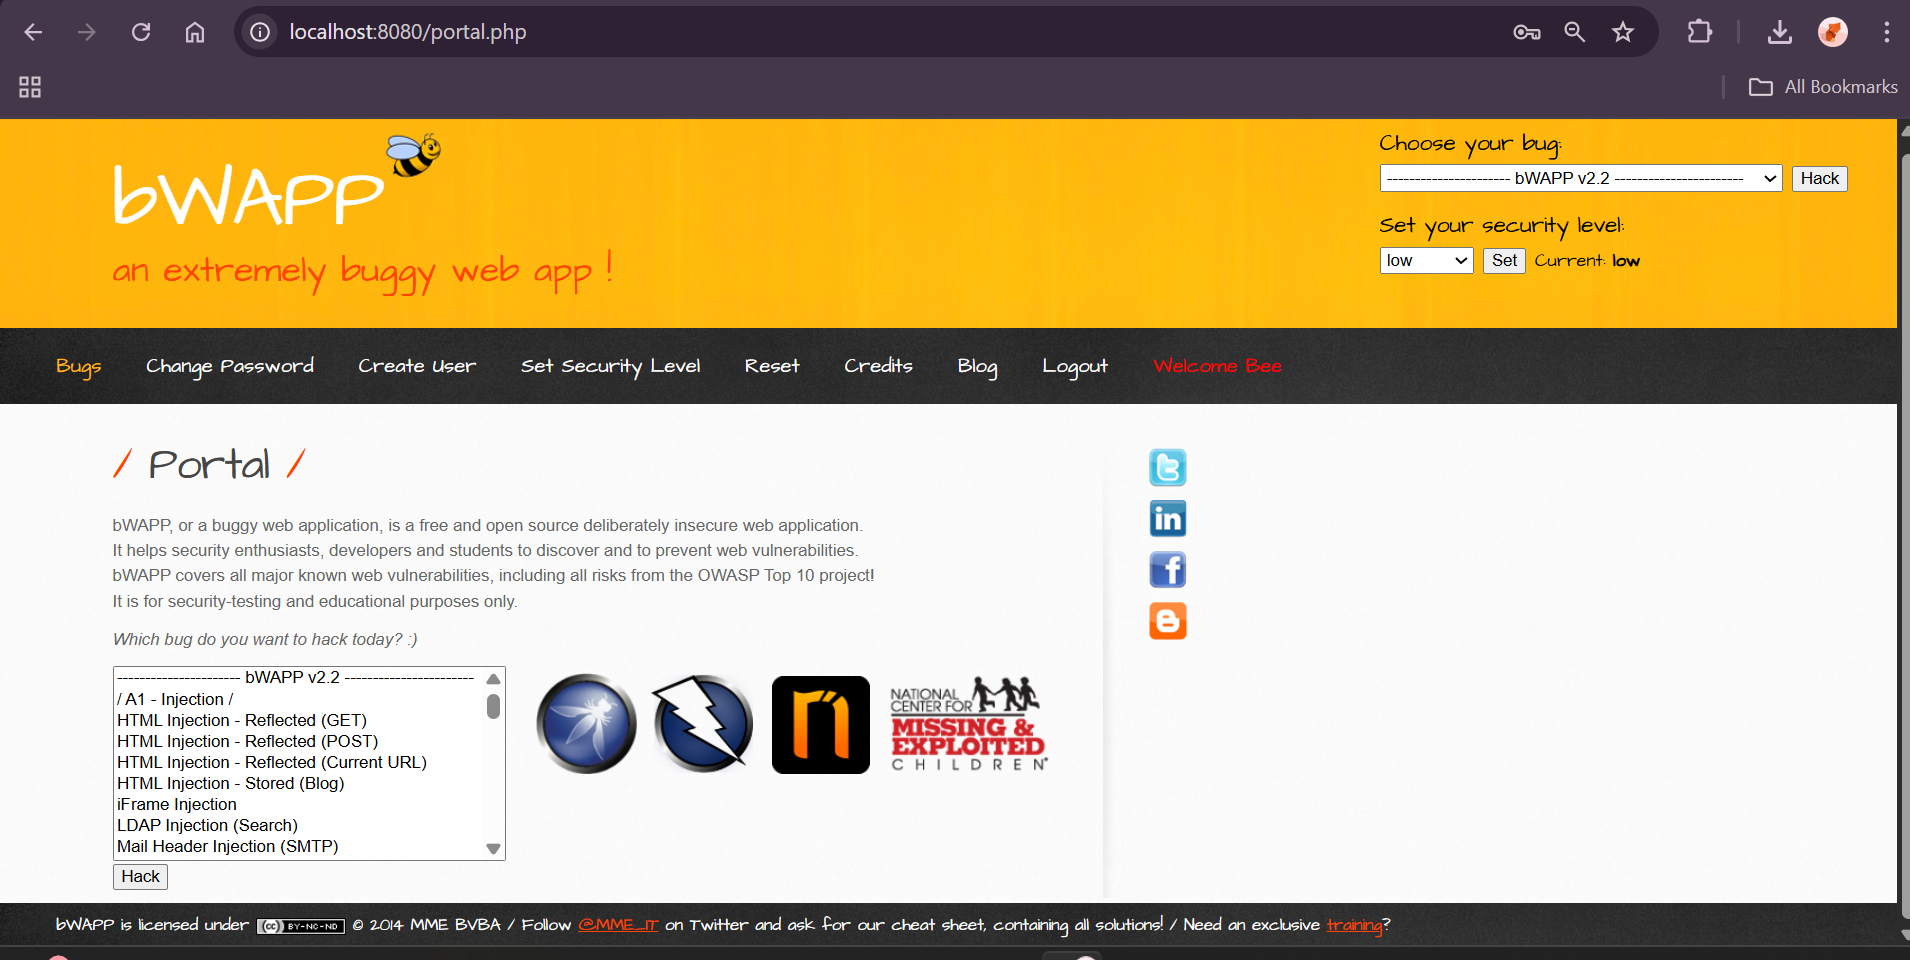 localhost:8080/portal.php
All Bookmarks
bWAPP
an extremely buggy web app !
Choose your bug:
---------------------- bWAPP v2.2 -----------------------
Hack
Set your security level:
low
Set
Current: low
Bugs
Change Password
Create User
Set Security Level
Reset
Credits
Blog
Logout
Welcome Bee
/ Portal /
bWAPP, or a buggy web application, is a free and open source deliberately insecure web application.
It helps security enthusiasts, developers and students to discover and to prevent web vulnerabilities.
bWAPP covers all major known web vulnerabilities, including all risks from the OWASP Top 10 project!
It is for security-testing and educational purposes only.
Which bug do you want to hack today? :)
---------------------- bWAPP v2.2 -----------------------
/ A1 - Injection /
HTML Injection - Reflected (GET)
HTML Injection - Reflected (POST)
HTML Injection - Reflected (Current URL)
HTML Injection - Stored (Blog)
iFrame Injection
LDAP Injection (Search)
Mail Header Injection (SMTP)
Hack
NATIONAL
CENTER FOR
MISSING &
EXPLOITED
CHILDREN®
bWAPP is licensed under (cc) BY-NC-ND © 2014 MME BVBA / Follow @MME_IT on Twitter and ask for our cheat sheet, containing all solutions! / Need an exclusive training?